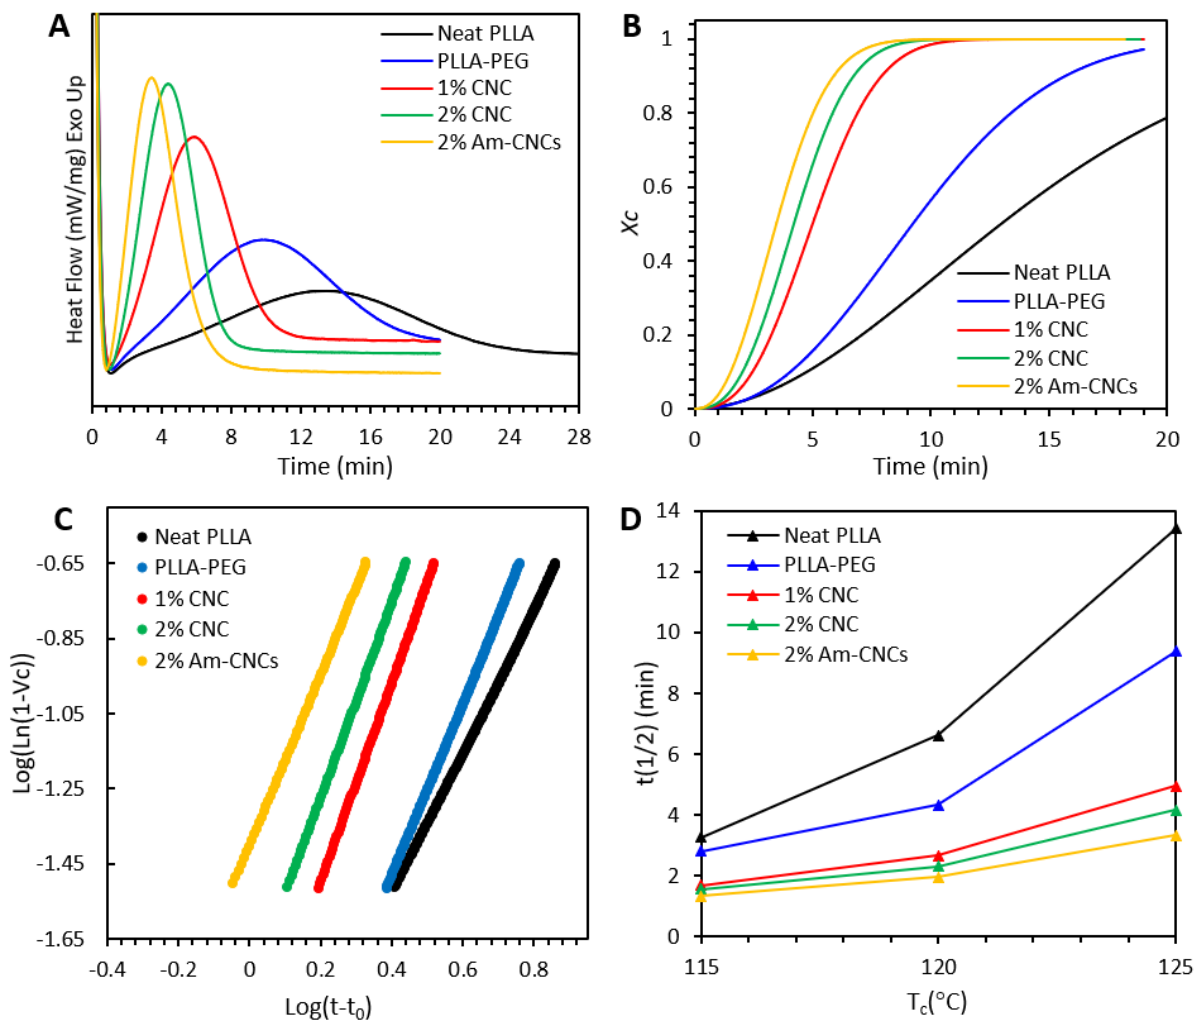 A
Neat PLLA
PLLA-PEG
1% CNC
2% CNC
2% Am-CNCs
Heat Flow (mW/mg) Exo Up
0 4 8 12 16 20 24 28
Time (min)
B
1
0.8
0.6
0.4
0.2
0
Xc
Neat PLLA
PLLA-PEG
1% CNC
2% CNC
2% Am-CNCs
0 5 10 15 20
Time (min)
C
Neat PLLA
PLLA-PEG
1% CNC
2% CNC
2% Am-CNCs
-0.65
-0.85
-1.05
-1.25
-1.45
-1.65
Log(Ln(1-Vc))
-0.4 -0.2 0 0.2 0.4 0.6 0.8
Log(t-t₀)
D
14
12
10
8
6
4
2
0
t(1/2) (min)
Neat PLLA
PLLA-PEG
1% CNC
2% CNC
2% Am-CNCs
115 120 125
T꜀(°C)